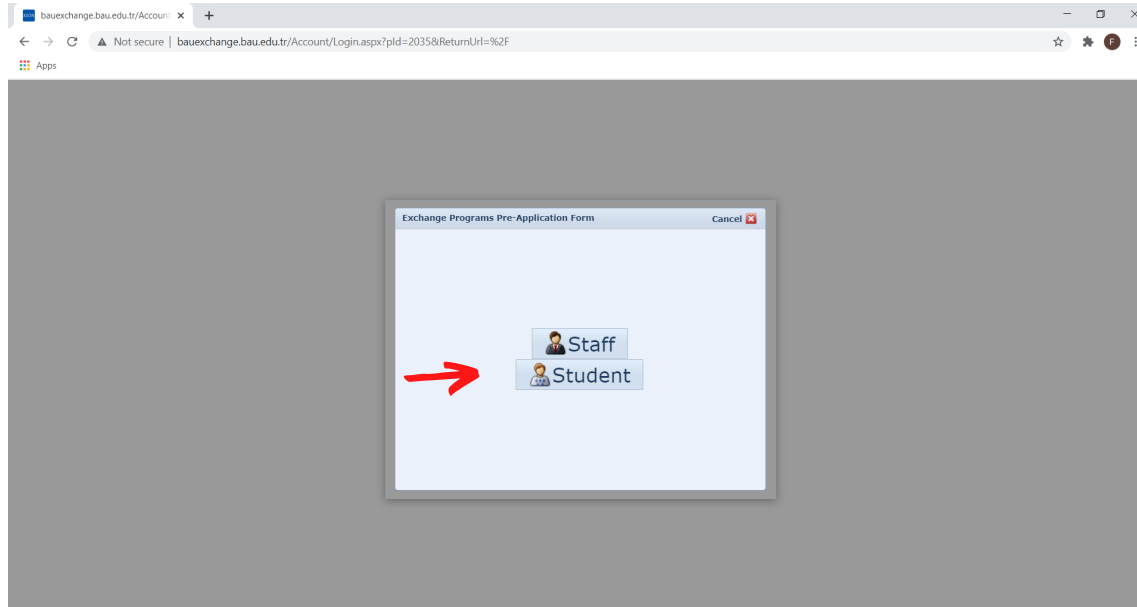 bauexchange.bau.edu.tr/Account
Not secure | bauexchange.bau.edu.tr/Account/Login.aspx?pId=2035&ReturnUrl=%2F
F
Apps
Exchange Programs Pre-Application Form
Cancel
Staff
Student